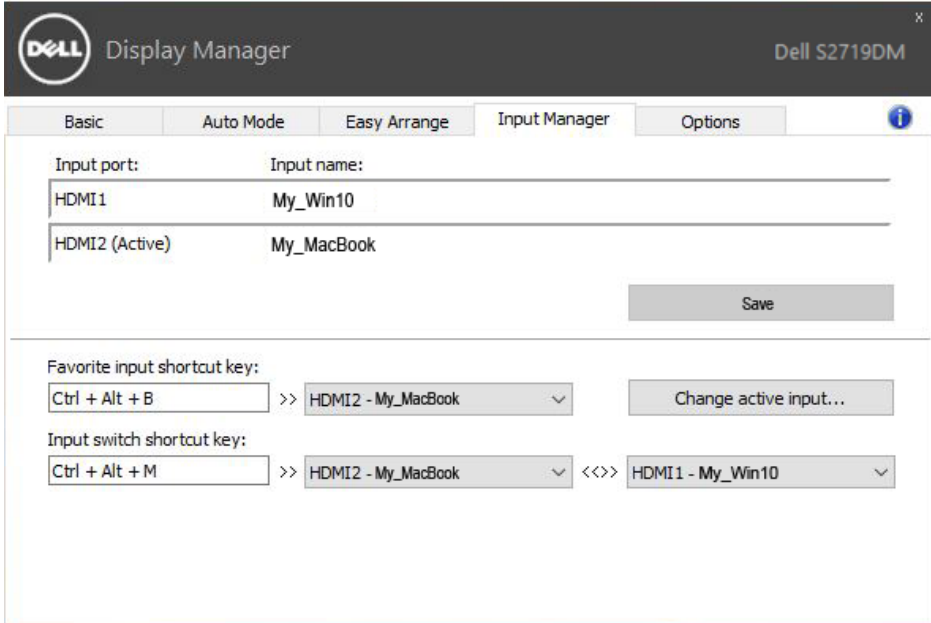 x
DELL Display Manager Dell S2719DM
Basic Auto Mode Easy Arrange Input Manager Options i
Input port: Input name:
HDMI1 My_Win10
HDMI2 (Active) My_MacBook
Save
Favorite input shortcut key:
Ctrl + Alt + B >> HDMI2 - My_MacBook Change active input...
Input switch shortcut key:
Ctrl + Alt + M >> HDMI2 - My_MacBook <<>> HDMI1 - My_Win10